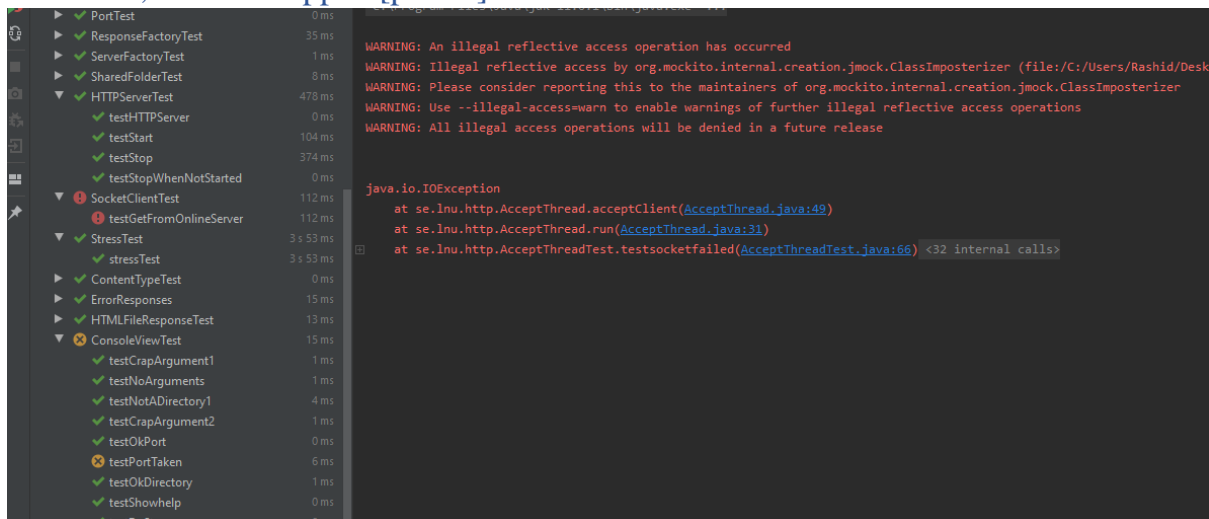 PortTest 0 ms
ResponseFactoryTest 35 ms
ServerFactoryTest 1 ms
SharedFolderTest 8 ms
HTTPServerTest 478 ms
testHTTPServer 0 ms
testStart 104 ms
testStop 374 ms
testStopWhenNotStarted 0 ms
SocketClientTest 112 ms
testGetFromOnlineServer 112 ms
StressTest 3 s 53 ms
stressTest 3 s 53 ms
ContentTypeTest 0 ms
ErrorResponses 15 ms
HTMLFileResponseTest 13 ms
ConsoleViewTest 15 ms
testCrapArgument1 1 ms
testNoArguments 1 ms
testNotADirectory1 4 ms
testCrapArgument2 1 ms
testOkPort 0 ms
testPortTaken 6 ms
testOkDirectory 1 ms
testShowhelp 0 ms
WARNING: An illegal reflective access operation has occurred
WARNING: Illegal reflective access by org.mockito.internal.creation.jmock.ClassImposterizer (file:/C:/Users/Rashid/Desk
WARNING: Please consider reporting this to the maintainers of org.mockito.internal.creation.jmock.ClassImposterizer
WARNING: Use --illegal-access=warn to enable warnings of further illegal reflective access operations
WARNING: All illegal access operations will be denied in a future release
java.io.IOException
at se.lnu.http.AcceptThread.acceptClient(AcceptThread.java:49)
at se.lnu.http.AcceptThread.run(AcceptThread.java:31)
at se.lnu.http.AcceptThreadTest.testsocketfailed(AcceptThreadTest.java:66) <32 internal calls>